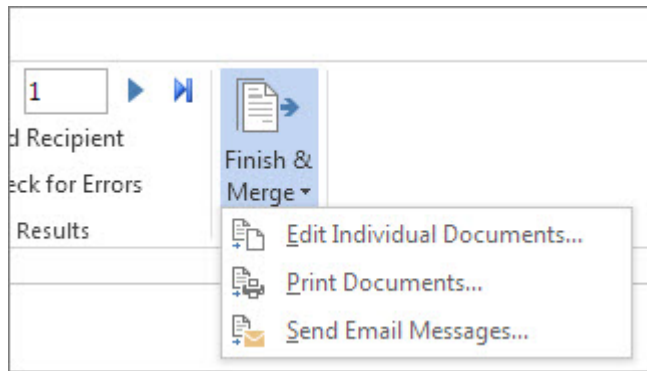 1
d Recipient
eck for Errors
Results
Finish &
Merge
Edit Individual Documents...
Print Documents...
Send Email Messages...